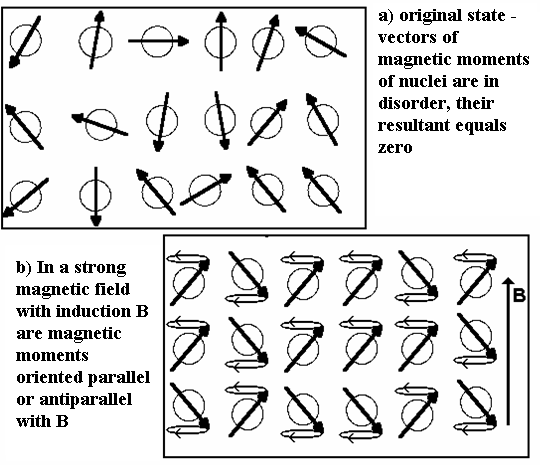 a) original state -
vectors of
magnetic moments
of nuclei are in
disorder, their
resultant equals
zero
b) In a strong
magnetic field
with induction B
are magnetic
moments
oriented parallel
or antiparallel
with B
B